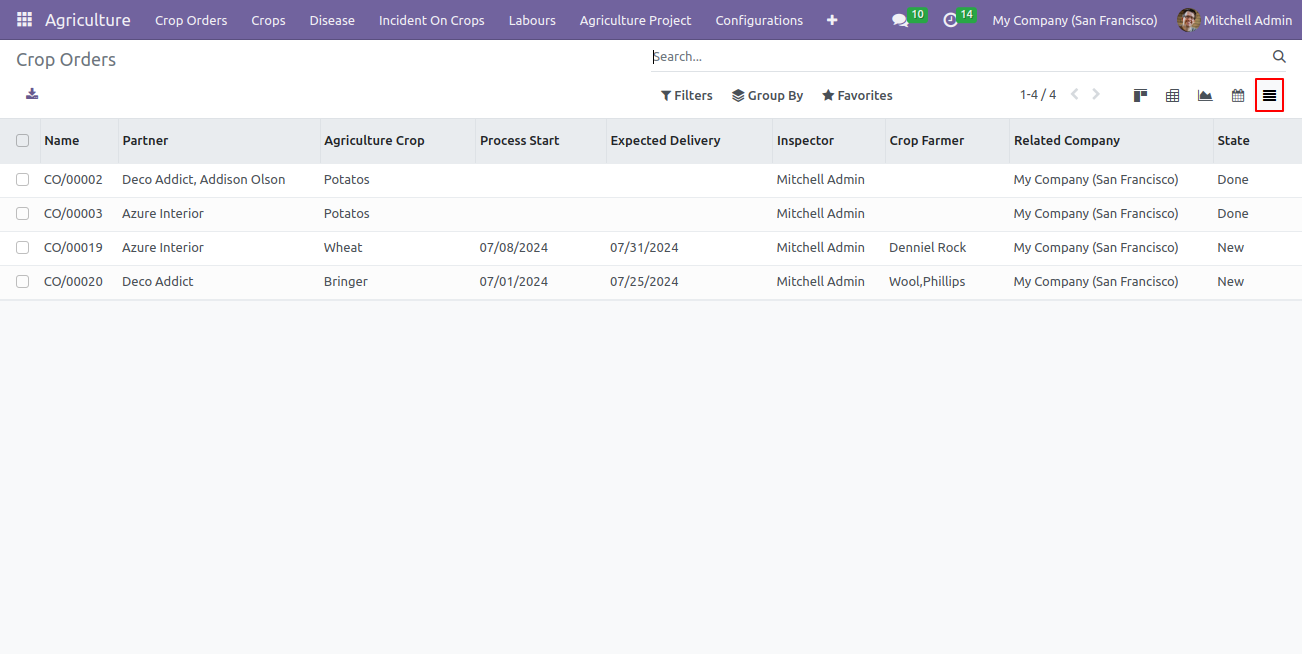 Agriculture Crop Orders Crops Disease Incident On Crops Labours Agriculture Project Configurations 10 14 My Company (San Francisco) Mitchell Admin
Crop Orders Search...
Filters Group By Favorites 1-4 / 4
Name Partner Agriculture Crop Process Start Expected Delivery Inspector Crop Farmer Related Company State
CO/00002 Deco Addict, Addison Olson Potatos Mitchell Admin My Company (San Francisco) Done
CO/00003 Azure Interior Potatos Mitchell Admin My Company (San Francisco) Done
CO/00019 Azure Interior Wheat 07/08/2024 07/31/2024 Mitchell Admin Denniel Rock My Company (San Francisco) New
CO/00020 Deco Addict Bringer 07/01/2024 07/25/2024 Mitchell Admin Wool,Phillips My Company (San Francisco) New